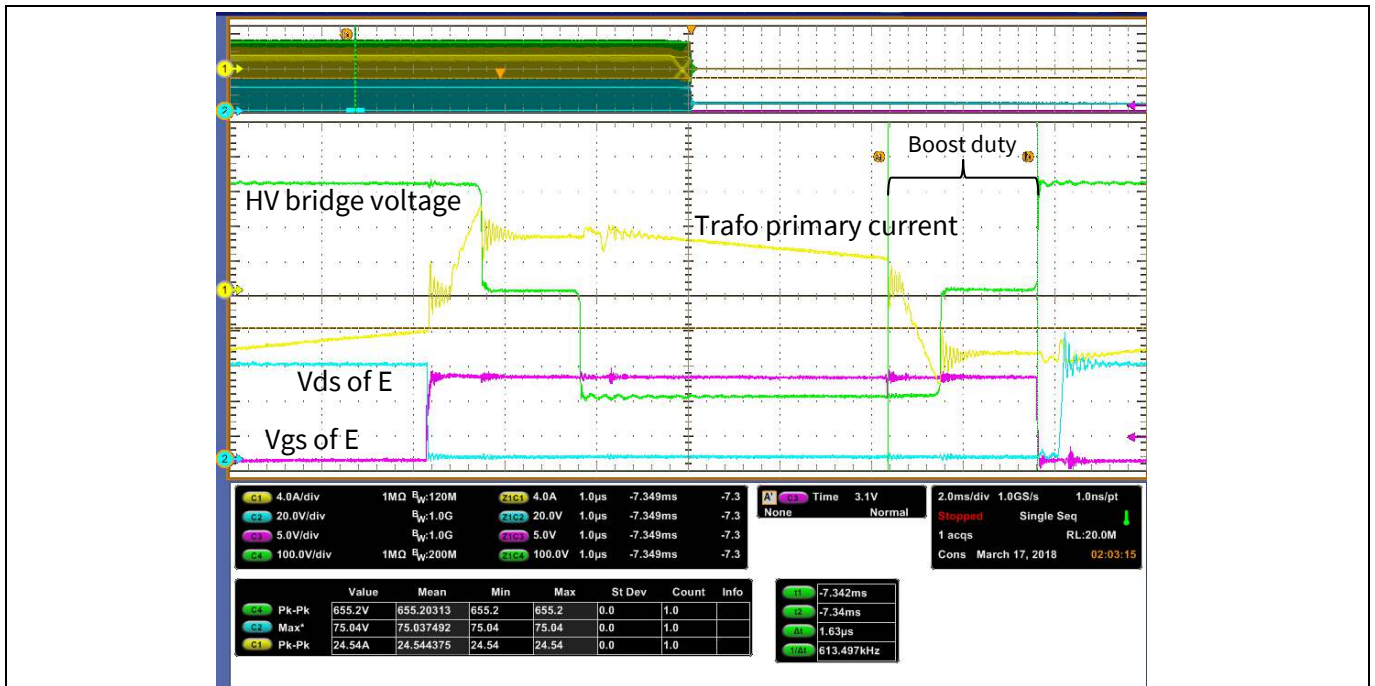 b
1
2
a
Boost duty
b
HV bridge voltage
Trafo primary current
1
Vds of E
Vgs of E
2
C1 4.0A/div 1MΩ BW:120M Z1C1 4.0A 1.0µs -7.349ms -7.3
C2 20.0V/div BW:1.0G Z1C2 20.0V 1.0µs -7.349ms -7.3
C3 5.0V/div BW:1.0G Z1C3 5.0V 1.0µs -7.349ms -7.3
C4 100.0V/div 1MΩ BW:200M Z1C4 100.0V 1.0µs -7.349ms -7.3
A' C3 Time 3.1V
None Normal
2.0ms/div 1.0GS/s 1.0ns/pt
Stopped Single Seq
1 acqs RL:20.0M
Cons March 17, 2018 02:03:15
Value Mean Min Max St Dev Count Info
C4 Pk-Pk 655.2V 655.20313 655.2 655.2 0.0 1.0
C2 Max* 75.04V 75.037492 75.04 75.04 0.0 1.0
C1 Pk-Pk 24.54A 24.544375 24.54 24.54 0.0 1.0
t1 -7.342ms
t2 -7.34ms
Δt 1.63µs
1/Δt 613.497kHz